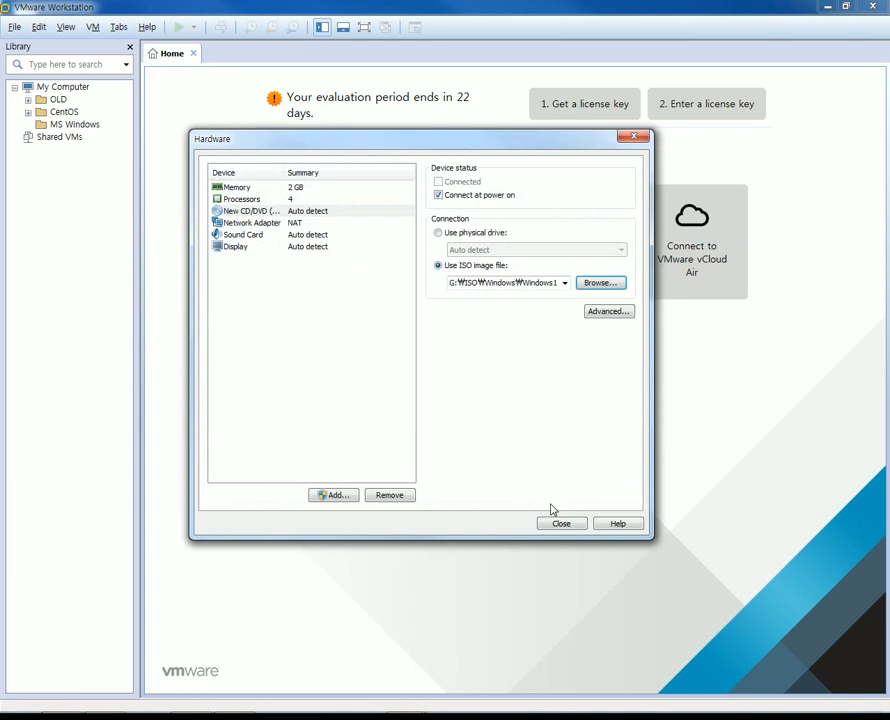 VMware Workstation
File Edit View VM Tabs Help
Library
Type here to search
Home
My Computer
OLD
CentOS
MS Windows
Shared VMs
Your evaluation period ends in 22
days.
1. Get a license key
2. Enter a license key
Connect to
VMware vCloud
Air
Hardware
Device Summary
Memory 2 GB
Processors 4
New CD/DVD (... Auto detect
Network Adapter NAT
Sound Card Auto detect
Display Auto detect
Add...
Remove
Device status
Connected
Connect at power on
Connection
Use physical drive:
Auto detect
Use ISO image file:
G:₩ISO₩Windows₩Windows1
Browse...
Advanced...
Close
Help
vmware